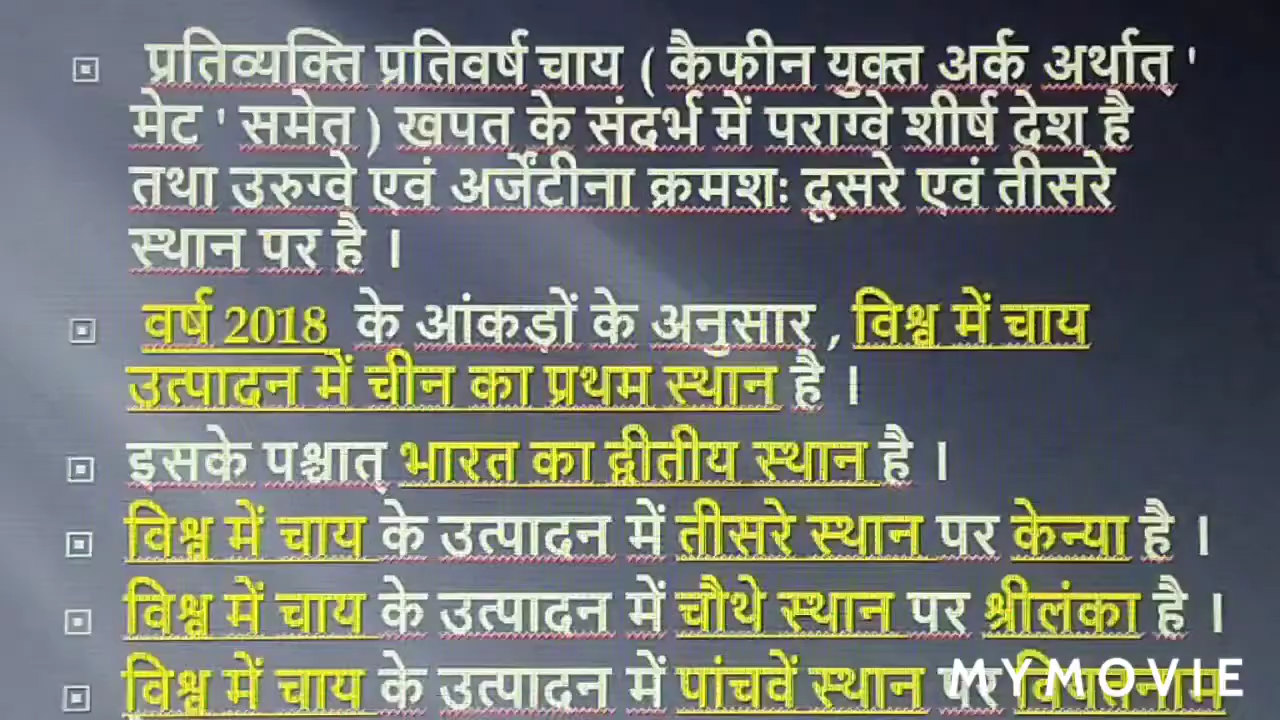 प्रतिव्यक्ति प्रतिवर्ष चाय ( कैफीन युक्त अर्क अर्थात् '
मेट ' समेत ) खपत के संदर्भ में पराग्वे शीर्ष देश है
तथा उरुग्वे एवं अर्जेंटीना क्रमशः दूसरे एवं तीसरे
स्थान पर है ।
वर्ष 2018 के आंकड़ों के अनुसार , विश्व में चाय
उत्पादन में चीन का प्रथम स्थान है ।
इसके पश्चात् भारत का द्वीतीय स्थान है ।
विश्व में चाय के उत्पादन में तीसरे स्थान पर केन्या है ।
विश्व में चाय के उत्पादन में चौथे स्थान पर श्रीलंका है ।
विश्व में चाय के उत्पादन में पांचवें स्थान पर वियतनाम
MYMOVIE